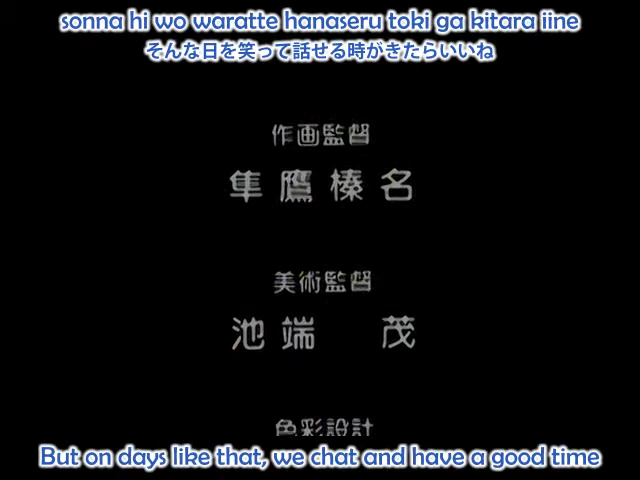 sonna hi wo waratte hanaseru toki ga kitara iine
そんな日を笑って話せる時がきたらいいね
作画監督
隼鷹榛名
美術監督
池端 茂
色彩設計
But on days like that, we chat and have a good time